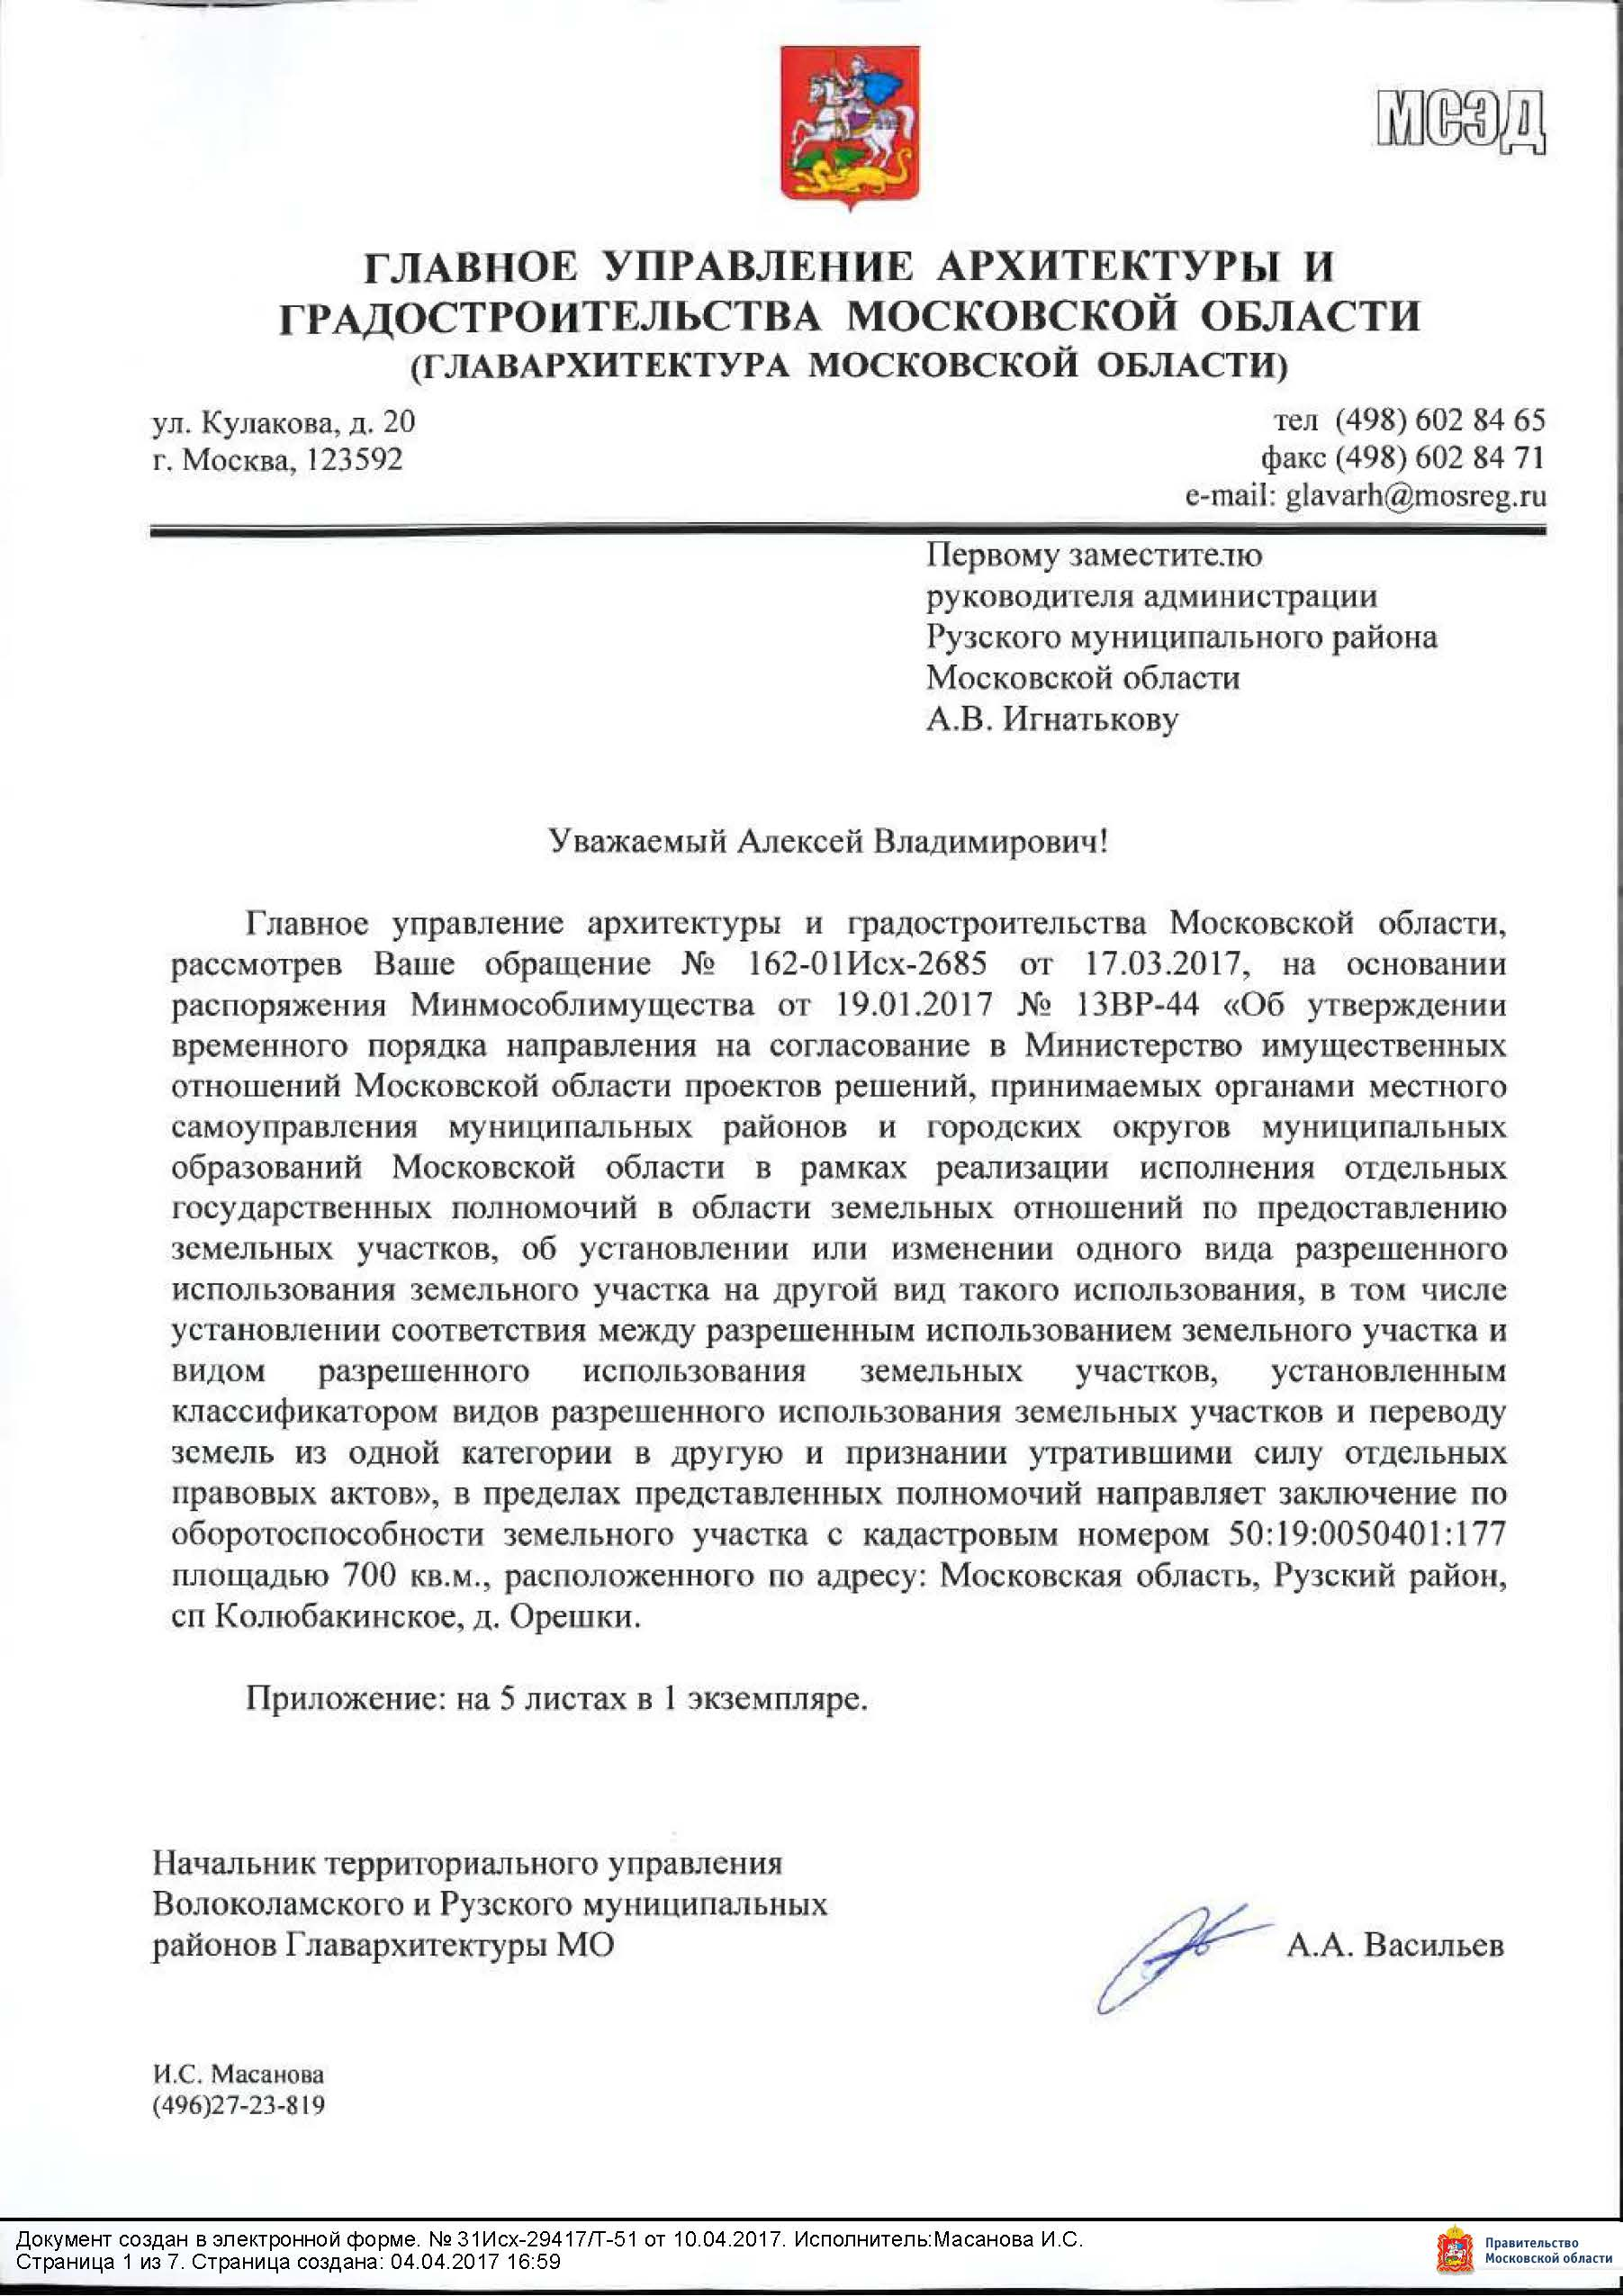 МСЭД
ГЛАВНОЕ УПРАВЛЕНИЕ АРХИТЕКТУРЫ И
ГРАДОСТРОИТЕЛЬСТВА МОСКОВСКОЙ ОБЛАСТИ
(ГЛАВАРХИТЕКТУРА МОСКОВСКОЙ ОБЛАСТИ)
ул. Кулакова, д. 20
г. Москва, 123592
тел (498) 602 84 65
факс (498) 602 84 71
e-mail: glavarh@mosreg.ru
Первому заместителю
руководителя администрации
Рузского муниципального района
Московской области
А.В. Игнатькову
Уважаемый Алексей Владимирович!
Главное управление архитектуры и градостроительства Московской области,
рассмотрев Ваше обращение № 162-01Исх-2685 от 17.03.2017, на основании
распоряжения Минмособлимущества от 19.01.2017 № 13ВР-44 «Об утверждении
временного порядка направления на согласование в Министерство имущественных
отношений Московской области проектов решений, принимаемых органами местного
самоуправления муниципальных районов и городских округов муниципальных
образований Московской области в рамках реализации исполнения отдельных
государственных полномочий в области земельных отношений по предоставлению
земельных участков, об установлении или изменении одного вида разрешенного
использования земельного участка на другой вид такого использования, в том числе
установлении соответствия между разрешенным использованием земельного участка и
видом разрешенного использования земельных участков, установленным
классификатором видов разрешенного использования земельных участков и переводу
земель из одной категории в другую и признании утратившими силу отдельных
правовых актов», в пределах представленных полномочий направляет заключение по
оборотоспособности земельного участка с кадастровым номером 50:19:0050401:177
площадью 700 кв.м., расположенного по адресу: Московская область, Рузский район,
сп Колюбакинское, д. Орешки.
Приложение: на 5 листах в 1 экземпляре.
Начальник территориального управления
Волоколамского и Рузского муниципальных
районов Главархитектуры МО
А.А. Васильев
И.С. Масанова
(496)27-23-819
Документ создан в электронной форме. № 31Исх-29417/Т-51 от 10.04.2017. Исполнитель:Масанова И.С.
Страница 1 из 7. Страница создана: 04.04.2017 16:59
Правительство
Московской области